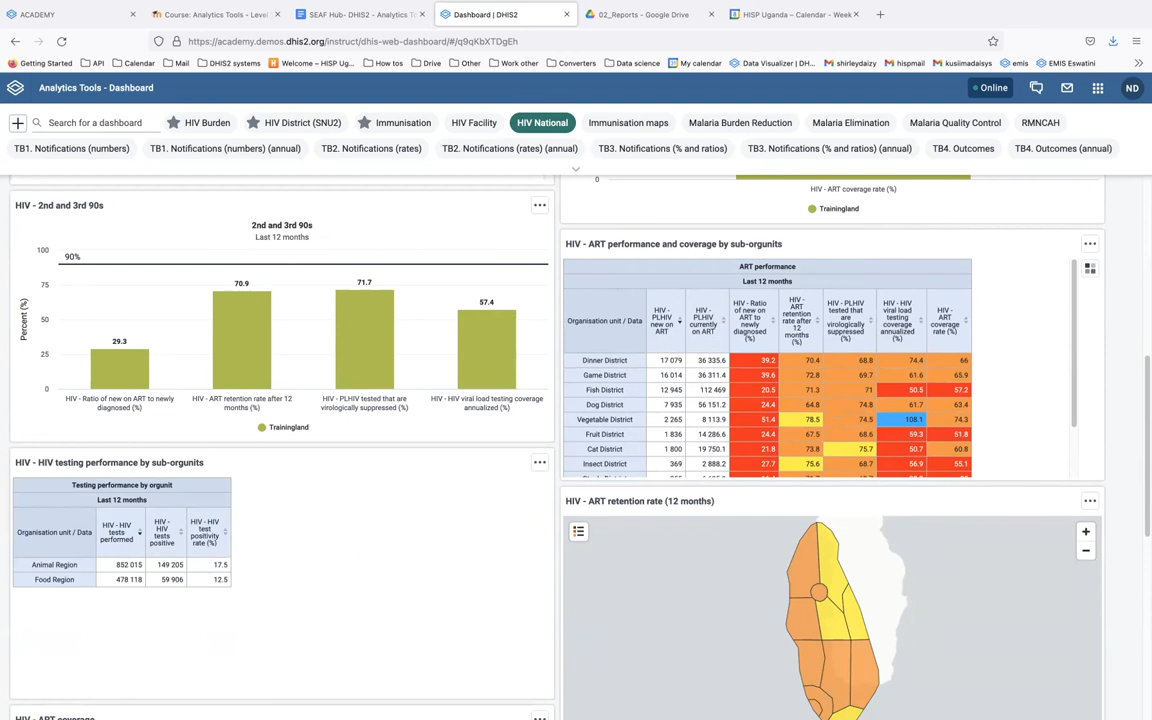 ACADEMY
Course: Analytics Tools - Level
SEAF Hub- DHIS2 - Analytics To
Dashboard | DHIS2
02_Reports - Google Drive
HISP Uganda – Calendar - Week
https://academy.demos.dhis2.org/instruct/dhis-web-dashboard/#/q9qKbXTDgEh
Getting Started
API
Calendar
Mail
DHIS2 systems
Welcome – HISP Ug...
How tos
Drive
Other
Work other
Converters
Data science
My calendar
Data Visualizer | DH...
shirleydaizy
hispmail
kusiimadaisys
emis
EMIS Eswatini
Analytics Tools - Dashboard
Online
ND
Search for a dashboard
HIV Burden
HIV District (SNU2)
Immunisation
HIV Facility
HIV National
Immunisation maps
Malaria Burden Reduction
Malaria Elimination
Malaria Quality Control
RMNCAH
TB1. Notifications (numbers)
TB1. Notifications (numbers) (annual)
TB2. Notifications (rates)
TB2. Notifications (rates) (annual)
TB3. Notifications (% and ratios)
TB3. Notifications (% and ratios) (annual)
TB4. Outcomes
TB4. Outcomes (annual)
HIV - 2nd and 3rd 90s
2nd and 3rd 90s
Last 12 months
Percent (%)
100
75
50
25
0
90%
29.3
70.9
71.7
57.4
HIV - Ratio of new on ART to newly
diagnosed (%)
HIV - ART retention rate after 12
months (%)
HIV - PLHIV tested that are
virologically suppressed (%)
HIV - HIV viral load testing coverage
annualized (%)
Trainingland
0
HIV - ART coverage rate (%)
Trainingland
HIV - ART performance and coverage by sub-orgunits
ART performance
Last 12 months
Organisation unit / Data
HIV -
PLHIV
new on
ART
HIV -
PLHIV
currently
on ART
HIV - Ratio
of new on
ART to
newly
diagnosed
(%)
HIV -
ART
retention
rate after
12
months
(%)
HIV - PLHIV
tested that
are
virologically
suppressed
(%)
HIV - HIV
viral load
testing
coverage
annualized
(%)
HIV -
ART
coverage
rate (%)
Dinner District 17 079 36 335.6 39.2 70.4 68.8 74.4 66
Game District 16 014 36 311.4 39.6 72.8 69.7 61.6 65.9
Fish District 12 945 112 469 20.5 71.3 71 50.5 57.2
Dog District 7 935 56 151.2 24.4 64.8 74.8 61.7 63.4
Vegetable District 2 265 8 113.9 51.4 78.5 74.5 108.1 74.3
Fruit District 1 836 14 286.6 24.4 67.5 68.6 59.3 51.8
Cat District 1 800 19 750.1 21.8 73.8 75.7 50.7 60.8
Insect District 369 2 888.2 27.7 75.6 68.7 56.9 55.1
HIV - HIV testing performance by sub-orgunits
Testing performance by orgunit
Last 12 months
Organisation unit / Data
HIV - HIV
tests
performed
HIV -
HIV
tests
positive
HIV - HIV
test
positivity
rate (%)
Animal Region 852 015 149 205 17.5
Food Region 478 118 59 906 12.5
HIV - ART retention rate (12 months)
HIV - ART coverage